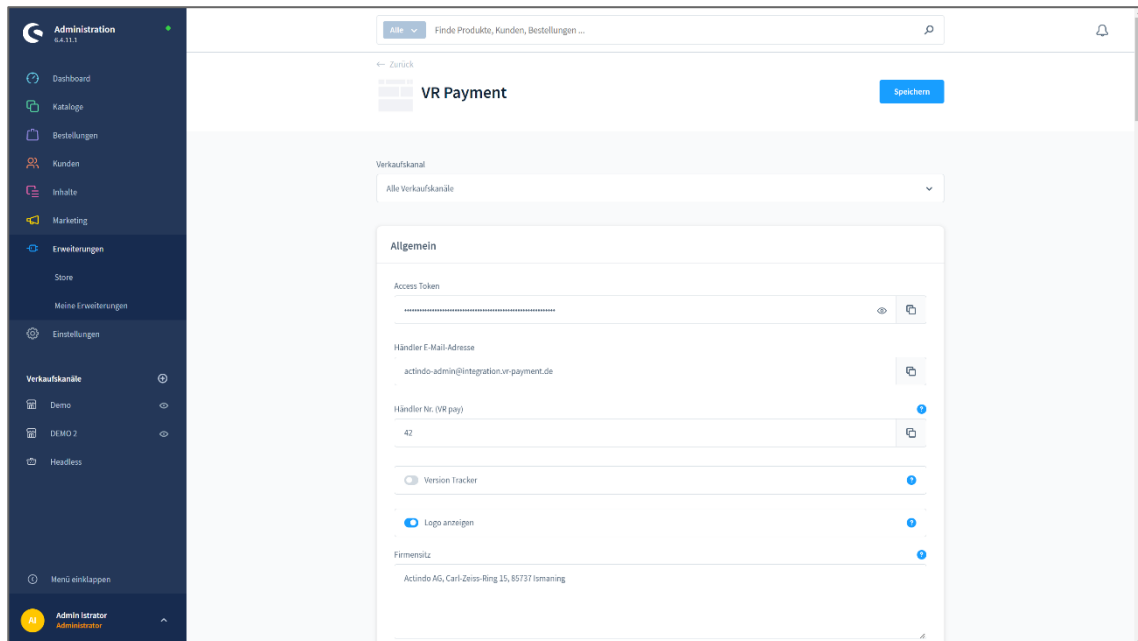 Administration
6.4.11.1
Dashboard
Kataloge
Bestellungen
Kunden
Inhalte
Marketing
Erweiterungen
Store
Meine Erweiterungen
Einstellungen
Verkaufskanäle
Demo
DEMO 2
Headless
Menü einklappen
AI
Admin istrator
Administrator
Alle
Finde Produkte, Kunden, Bestellungen ...
← Zurück
VR Payment
Speichern
Verkaufskanal
Alle Verkaufskanäle
Allgemein
Access Token
Händler E-Mail-Adresse
actindo-admin@integration.vr-payment.de
Händler Nr. (VR pay)
42
Version Tracker
Logo anzeigen
Firmensitz
Actindo AG, Carl-Zeiss-Ring 15, 85737 Ismaning